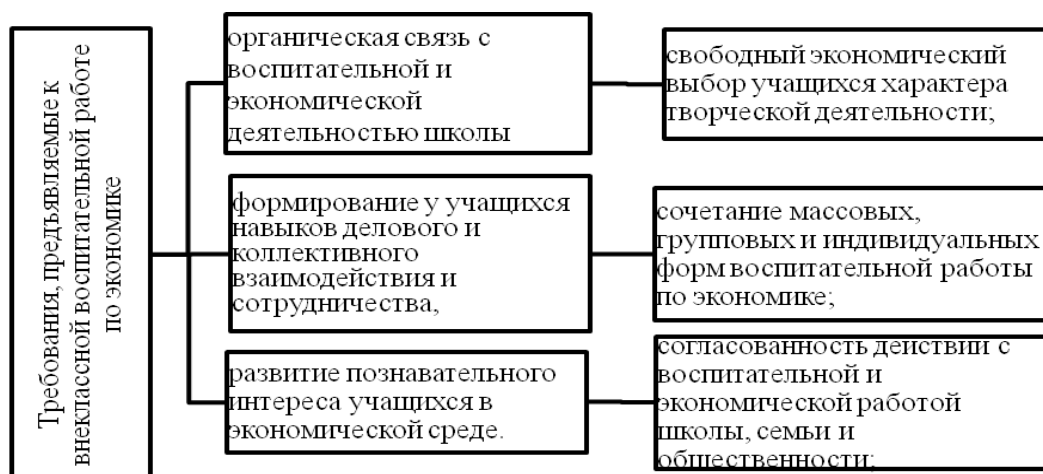 Требования, предъявляемые к
внеклассной воспитательной работе
по экономике
органическая связь с
воспитательной и
экономической
деятельностью школы
свободный экономический
выбор учащихся характера
творческой деятельности;
формирование у учащихся
навыков делового и
коллективного
взаимодействия и
сотрудничества,
сочетание массовых,
групповых и индивидуальных
форм воспитательной работы
по экономике;
развитие познавательного
интереса учащихся в
экономической среде.
согласованность действий с
воспитательной и
экономической работой
школы, семьи и
общественности;